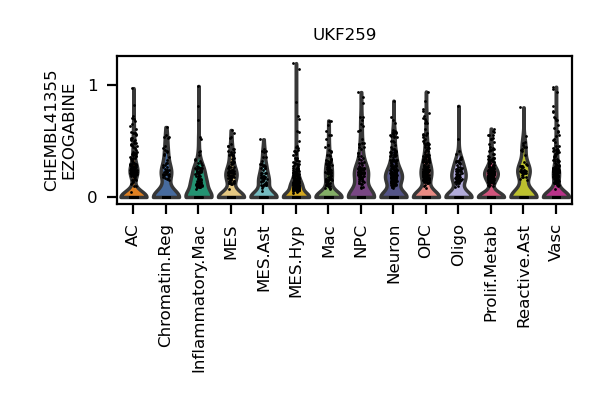 UKF259
CHEMBL41355
EZOGABINE
1
0
AC
Chromatin.Reg
Inflammatory.Mac
MES
MES.Ast
MES.Hyp
Mac
NPC
Neuron
OPC
Oligo
Prolif.Metab
Reactive.Ast
Vasc